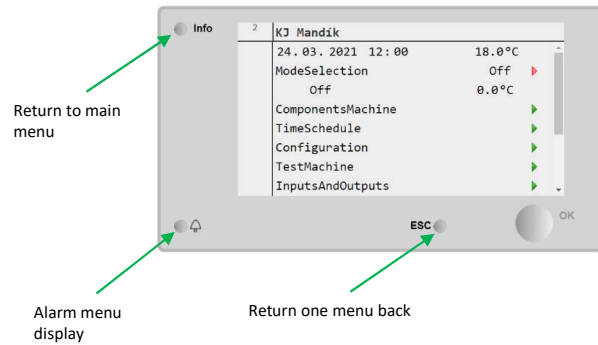 Info
2 KJ Mandík
24.03.2021 12:00 18.0°C
ModeSelection Off
Off 0.0°C
ComponentsMachine
TimeSchedule
Configuration
TestMachine
InputsAndOutputs
Return to main
menu
ESC
OK
Alarm menu
display
Return one menu back